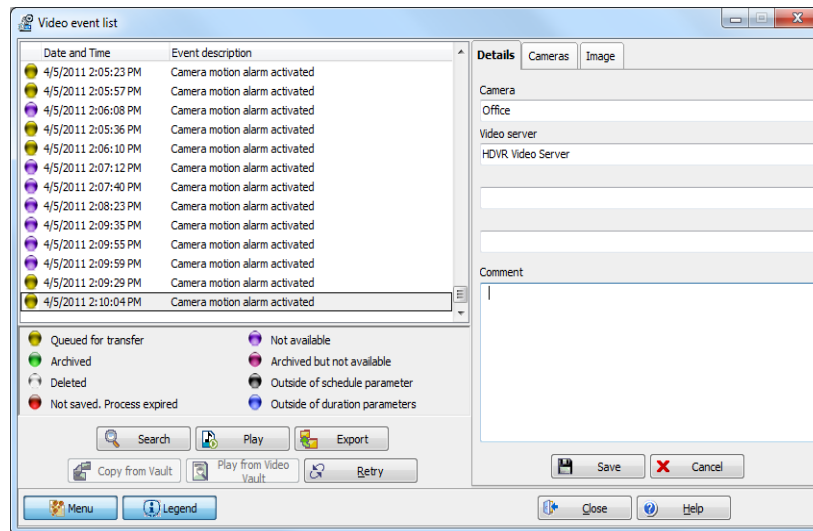 Video event list
Date and Time Event description
4/5/2011 2:05:23 PM Camera motion alarm activated
4/5/2011 2:05:57 PM Camera motion alarm activated
4/5/2011 2:06:08 PM Camera motion alarm activated
4/5/2011 2:05:36 PM Camera motion alarm activated
4/5/2011 2:06:10 PM Camera motion alarm activated
4/5/2011 2:07:12 PM Camera motion alarm activated
4/5/2011 2:07:40 PM Camera motion alarm activated
4/5/2011 2:08:23 PM Camera motion alarm activated
4/5/2011 2:09:35 PM Camera motion alarm activated
4/5/2011 2:09:55 PM Camera motion alarm activated
4/5/2011 2:09:59 PM Camera motion alarm activated
4/5/2011 2:09:29 PM Camera motion alarm activated
4/5/2011 2:10:04 PM Camera motion alarm activated
Queued for transfer Not available
Archived Archived but not available
Deleted Outside of schedule parameter
Not saved. Process expired Outside of duration parameters
Search Play Export
Copy from Vault Play from Video Vault Retry
Menu Legend
Details Cameras Image
Camera
Office
Video server
HDVR Video Server
Comment
Save Cancel
Close Help